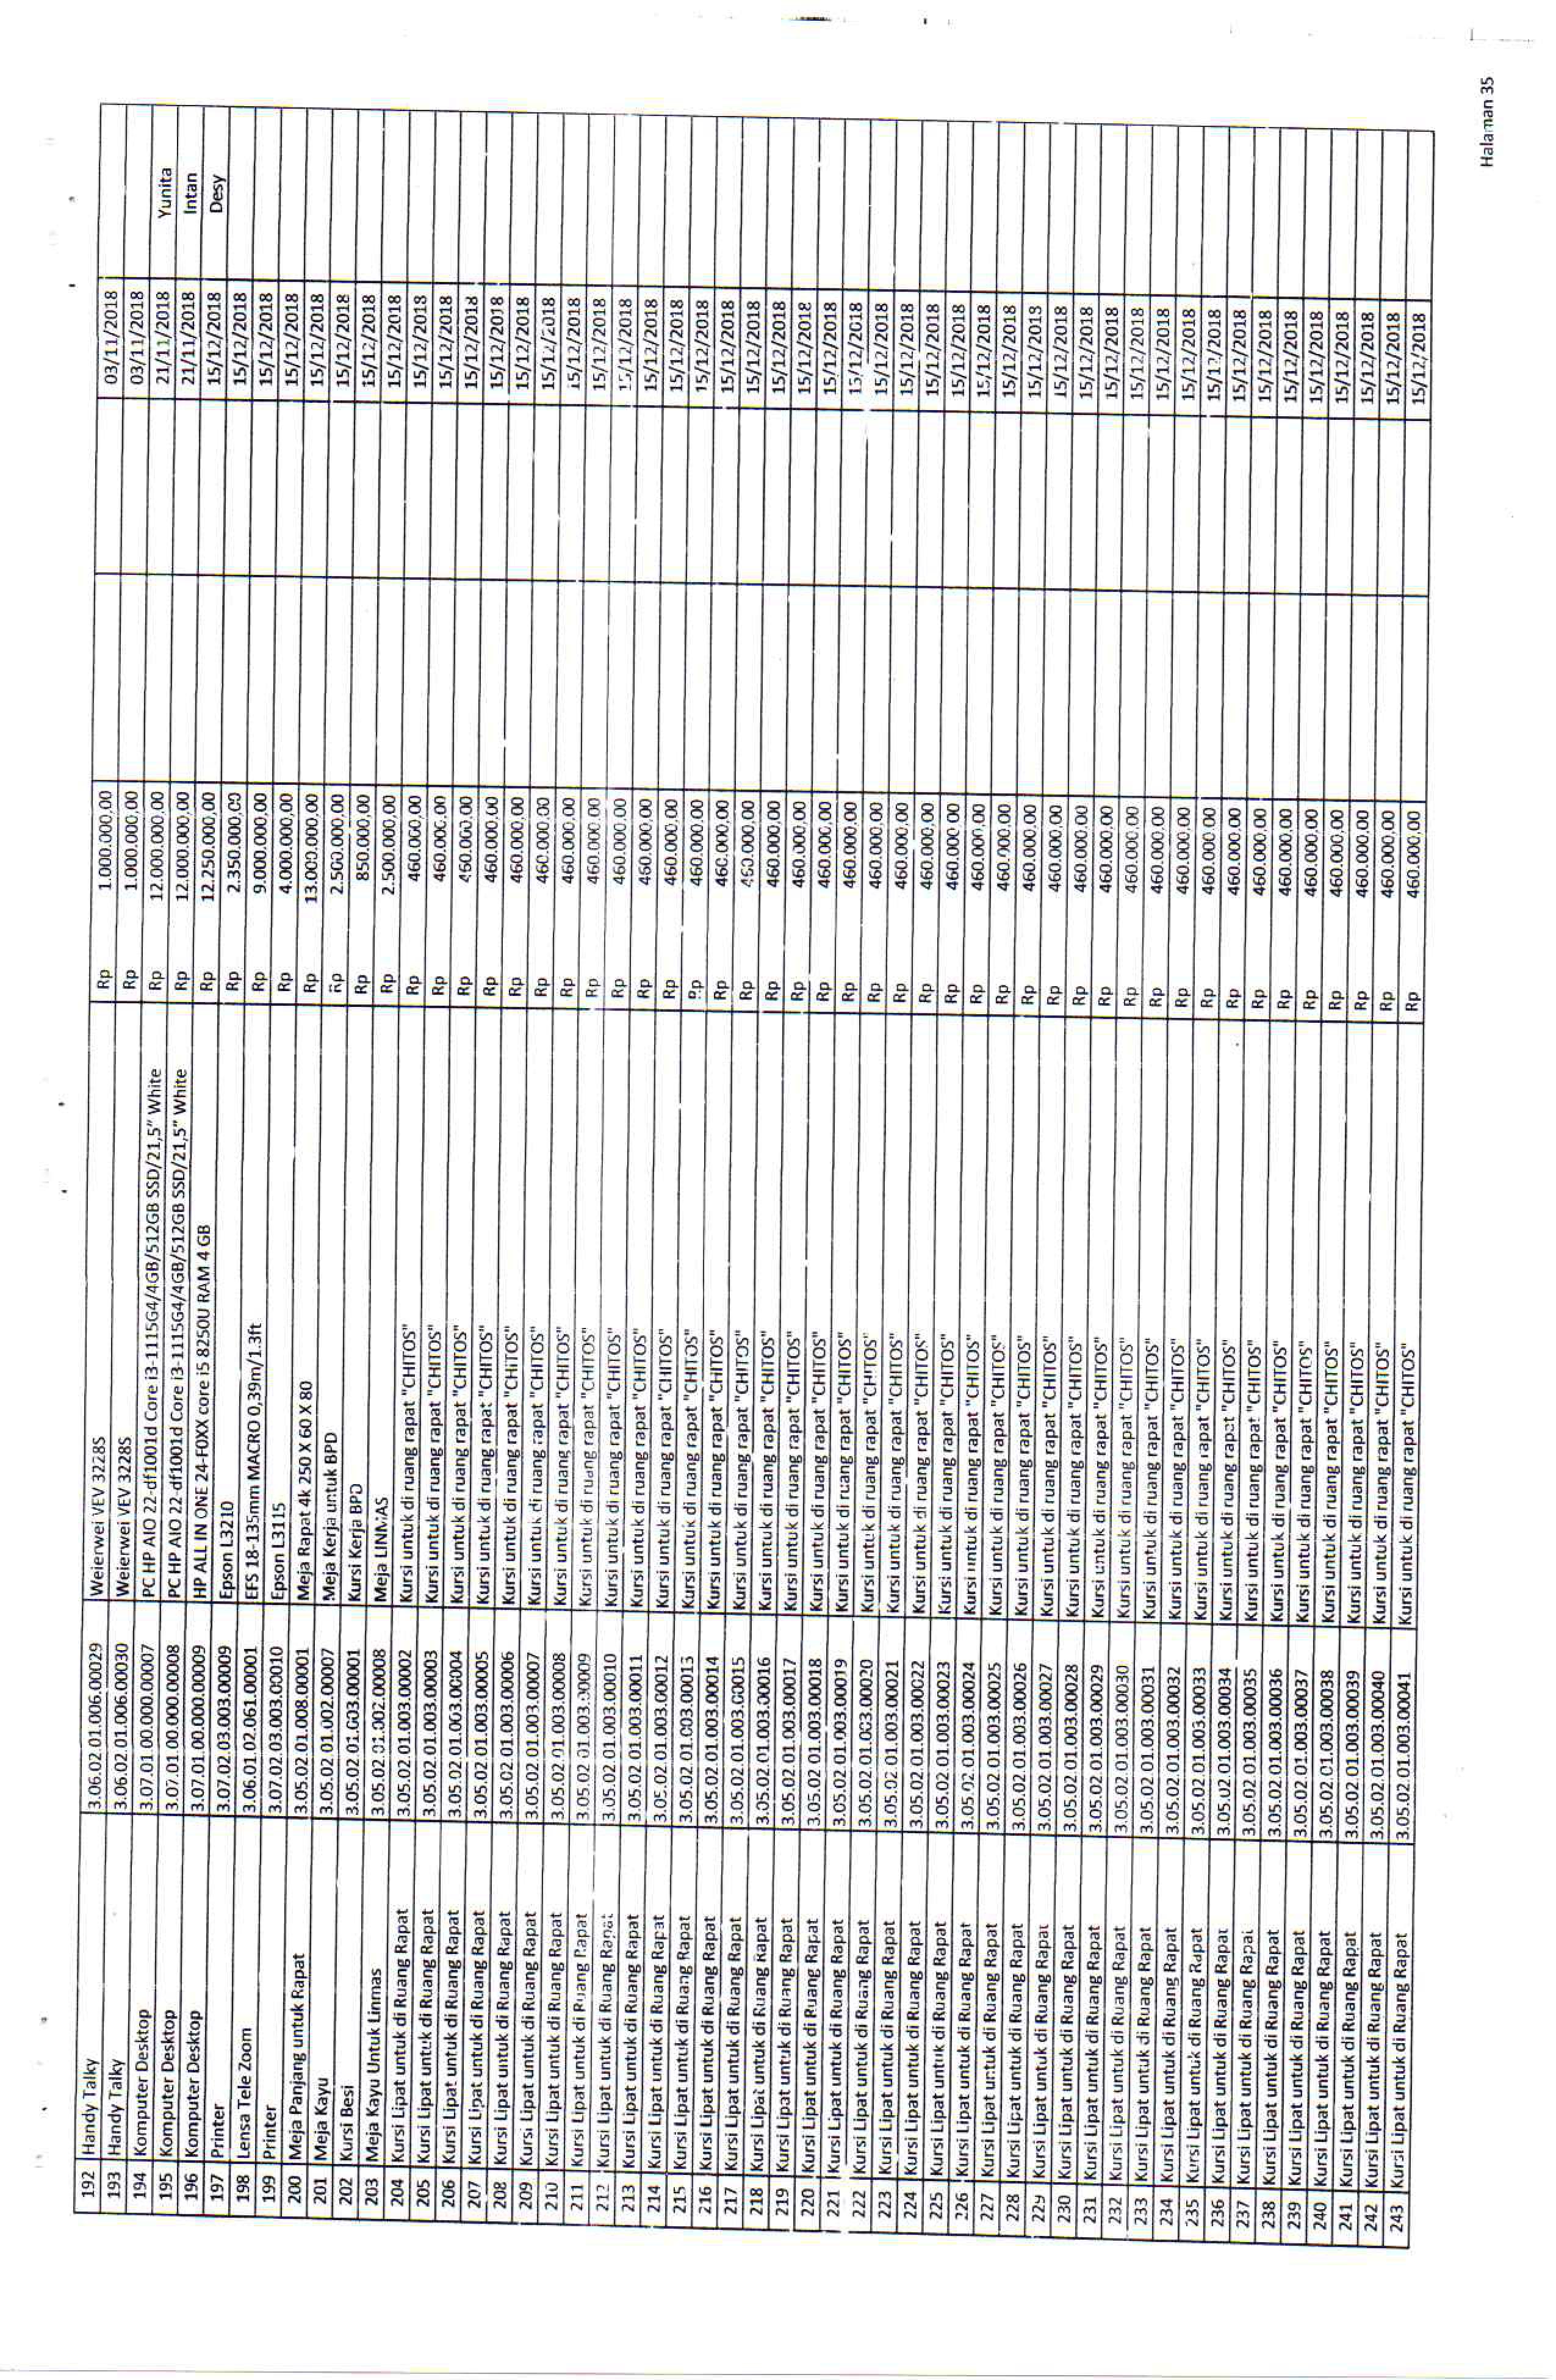 192 Handy Talky 3.06.02.01.006.00029 Weierwei VEV 3228S Rp 1.000.000,00 03/11/2018
193 Handy Talky 3.06.02.01.006.00030 Weierwei VEV 3228S Rp 1.000.000,00 03/11/2018
194 Komputer Desktop 3.07.01.00.000.00007 PC HP AIO 22-df1001d Core i3-1115G4/4GB/512GB SSD/21,5" White Rp 12.000.000,00 21/11/2018 Yunita
195 Komputer Desktop 3.07.01.00.000.00008 PC HP AIO 22-df1001d Core i3-1115G4/4GB/512GB SSD/21,5" White Rp 12.000.000,00 21/11/2018 Intan
196 Komputer Desktop 3.07.01.00.000.00009 HP ALL IN ONE 24-F0XX core i5 8250U RAM 4 GB Rp 12.250.000,00 15/12/2018 Desy
197 Printer 3.07.02.03.003.00009 Epson L3210 Rp 2.350.000,00 15/12/2018
198 Lensa Tele Zoom 3.06.01.02.061.00001 EFS 18-135mm MACRO 0,39m/1.3ft Rp 9.000.000,00 15/12/2018
199 Printer 3.07.02.03.003.00010 Epson L3115 Rp 4.000.000,00 15/12/2018
200 Meja Panjang untuk Rapat 3.05.02.01.008.00001 Meja Rapat 4k 250 X 60 X 80 Rp 13.000.000,00 15/12/2018
201 Meja Kayu 3.05.02.01.002.00007 Meja Kerja untuk BPD Rp 2.500.000,00 15/12/2018
202 Kursi Besi 3.05.02.01.003.00001 Kursi Kerja BPD Rp 850.000,00 15/12/2018
203 Meja Kayu Untuk Linmas 3.05.02.01.002.00008 Meja LINMAS Rp 2.500.000,00 15/12/2018
204 Kursi Lipat untuk di Ruang Rapat 3.05.02.01.003.00002 Kursi untuk di ruang rapat "CHITOS" Rp 460.000,00 15/12/2018
205 Kursi Lipat untuk di Ruang Rapat 3.05.02.01.003.00003 Kursi untuk di ruang rapat "CHITOS" Rp 460.000,00 15/12/2018
206 Kursi Lipat untuk di Ruang Rapat 3.05.02.01.003.00004 Kursi untuk di ruang rapat "CHITOS" Rp 460.000,00 15/12/2018
207 Kursi Lipat untuk di Ruang Rapat 3.05.02.01.003.00005 Kursi untuk di ruang rapat "CHITOS" Rp 460.000,00 15/12/2018
208 Kursi Lipat untuk di Ruang Rapat 3.05.02.01.003.00006 Kursi untuk di ruang rapat "CHITOS" Rp 460.000,00 15/12/2018
209 Kursi Lipat untuk di Ruang Rapat 3.05.02.01.003.00007 Kursi untuk di ruang rapat "CHITOS" Rp 460.000,00 15/12/2018
210 Kursi Lipat untuk di Ruang Rapat 3.05.02.01.003.00008 Kursi untuk di ruang rapat "CHITOS" Rp 460.000,00 15/12/2018
211 Kursi Lipat untuk di Ruang Rapat 3.05.02.01.003.00009 Kursi untuk di ruang rapat "CHITOS" Rp 460.000,00 15/12/2018
212 Kursi Lipat untuk di Ruang Rapat 3.05.02.01.003.00010 Kursi untuk di ruang rapat "CHITOS" Rp 460.000,00 15/12/2018
213 Kursi Lipat untuk di Ruang Rapat 3.05.02.01.003.00011 Kursi untuk di ruang rapat "CHITOS" Rp 460.000,00 15/12/2018
214 Kursi Lipat untuk di Ruang Rapat 3.05.02.01.003.00012 Kursi untuk di ruang rapat "CHITOS" Rp 460.000,00 15/12/2018
215 Kursi Lipat untuk di Ruang Rapat 3.05.02.01.003.00013 Kursi untuk di ruang rapat "CHITOS" Rp 460.000,00 15/12/2018
216 Kursi Lipat untuk di Ruang Rapat 3.05.02.01.003.00014 Kursi untuk di ruang rapat "CHITOS" Rp 460.000,00 15/12/2018
217 Kursi Lipat untuk di Ruang Rapat 3.05.02.01.003.00015 Kursi untuk di ruang rapat "CHITOS" Rp 460.000,00 15/12/2018
218 Kursi Lipat untuk di Ruang Rapat 3.05.02.01.003.00016 Kursi untuk di ruang rapat "CHITOS" Rp 460.000,00 15/12/2018
219 Kursi Lipat untuk di Ruang Rapat 3.05.02.01.003.00017 Kursi untuk di ruang rapat "CHITOS" Rp 460.000,00 15/12/2018
220 Kursi Lipat untuk di Ruang Rapat 3.05.02.01.003.00018 Kursi untuk di ruang rapat "CHITOS" Rp 460.000,00 15/12/2018
221 Kursi Lipat untuk di Ruang Rapat 3.05.02.01.003.00019 Kursi untuk di ruang rapat "CHITOS" Rp 460.000,00 15/12/2018
222 Kursi Lipat untuk di Ruang Rapat 3.05.02.01.003.00020 Kursi untuk di ruang rapat "CHITOS" Rp 460.000,00 15/12/2018
223 Kursi Lipat untuk di Ruang Rapat 3.05.02.01.003.00021 Kursi untuk di ruang rapat "CHITOS" Rp 460.000,00 15/12/2018
224 Kursi Lipat untuk di Ruang Rapat 3.05.02.01.003.00022 Kursi untuk di ruang rapat "CHITOS" Rp 460.000,00 15/12/2018
225 Kursi Lipat untuk di Ruang Rapat 3.05.02.01.003.00023 Kursi untuk di ruang rapat "CHITOS" Rp 460.000,00 15/12/2018
226 Kursi Lipat untuk di Ruang Rapat 3.05.02.01.003.00024 Kursi untuk di ruang rapat "CHITOS" Rp 460.000,00 15/12/2018
227 Kursi Lipat untuk di Ruang Rapat 3.05.02.01.003.00025 Kursi untuk di ruang rapat "CHITOS" Rp 460.000,00 15/12/2018
228 Kursi Lipat untuk di Ruang Rapat 3.05.02.01.003.00026 Kursi untuk di ruang rapat "CHITOS" Rp 460.000,00 15/12/2018
229 Kursi Lipat untuk di Ruang Rapat 3.05.02.01.003.00027 Kursi untuk di ruang rapat "CHITOS" Rp 460.000,00 15/12/2018
230 Kursi Lipat untuk di Ruang Rapat 3.05.02.01.003.00028 Kursi untuk di ruang rapat "CHITOS" Rp 460.000,00 15/12/2018
231 Kursi Lipat untuk di Ruang Rapat 3.05.02.01.003.00029 Kursi untuk di ruang rapat "CHITOS" Rp 460.000,00 15/12/2018
232 Kursi Lipat untuk di Ruang Rapat 3.05.02.01.003.00030 Kursi untuk di ruang rapat "CHITOS" Rp 460.000,00 15/12/2018
233 Kursi Lipat untuk di Ruang Rapat 3.05.02.01.003.00031 Kursi untuk di ruang rapat "CHITOS" Rp 460.000,00 15/12/2018
234 Kursi Lipat untuk di Ruang Rapat 3.05.02.01.003.00032 Kursi untuk di ruang rapat "CHITOS" Rp 460.000,00 15/12/2018
235 Kursi Lipat untuk di Ruang Rapat 3.05.02.01.003.00033 Kursi untuk di ruang rapat "CHITOS" Rp 460.000,00 15/12/2018
236 Kursi Lipat untuk di Ruang Rapat 3.05.02.01.003.00034 Kursi untuk di ruang rapat "CHITOS" Rp 460.000,00 15/12/2018
237 Kursi Lipat untuk di Ruang Rapat 3.05.02.01.003.00035 Kursi untuk di ruang rapat "CHITOS" Rp 460.000,00 15/12/2018
238 Kursi Lipat untuk di Ruang Rapat 3.05.02.01.003.00036 Kursi untuk di ruang rapat "CHITOS" Rp 460.000,00 15/12/2018
239 Kursi Lipat untuk di Ruang Rapat 3.05.02.01.003.00037 Kursi untuk di ruang rapat "CHITOS" Rp 460.000,00 15/12/2018
240 Kursi Lipat untuk di Ruang Rapat 3.05.02.01.003.00038 Kursi untuk di ruang rapat "CHITOS" Rp 460.000,00 15/12/2018
241 Kursi Lipat untuk di Ruang Rapat 3.05.02.01.003.00039 Kursi untuk di ruang rapat "CHITOS" Rp 460.000,00 15/12/2018
242 Kursi Lipat untuk di Ruang Rapat 3.05.02.01.003.00040 Kursi untuk di ruang rapat "CHITOS" Rp 460.000,00 15/12/2018
243 Kursi Lipat untuk di Ruang Rapat 3.05.02.01.003.00041 Kursi untuk di ruang rapat "CHITOS" Rp 460.000,00 15/12/2018
Halaman 35